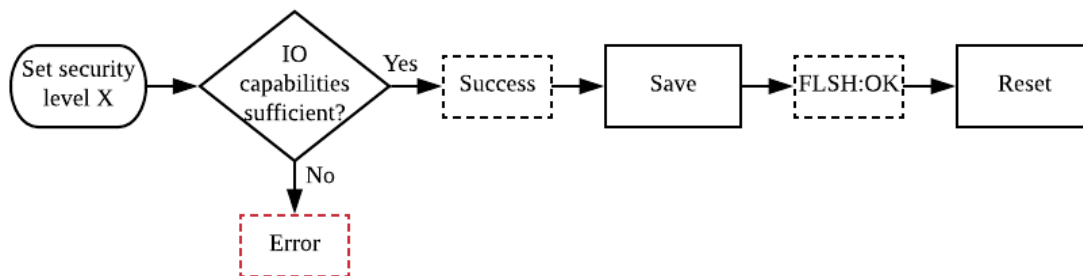 Set security
level X
IO
capabilities
sufficient?
Yes
Success
Save
FLSH:OK
Reset
No
Error